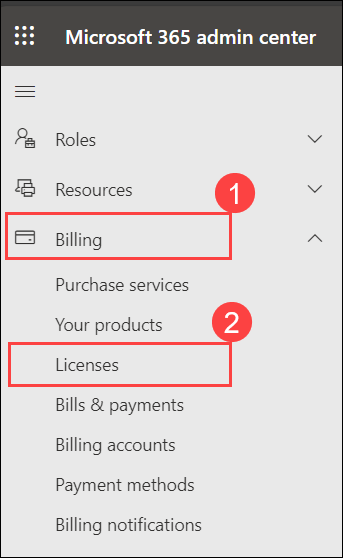 Microsoft 365 admin center
Roles
Resources
1
Billing
Purchase services
Your products
2
Licenses
Bills & payments
Billing accounts
Payment methods
Billing notifications